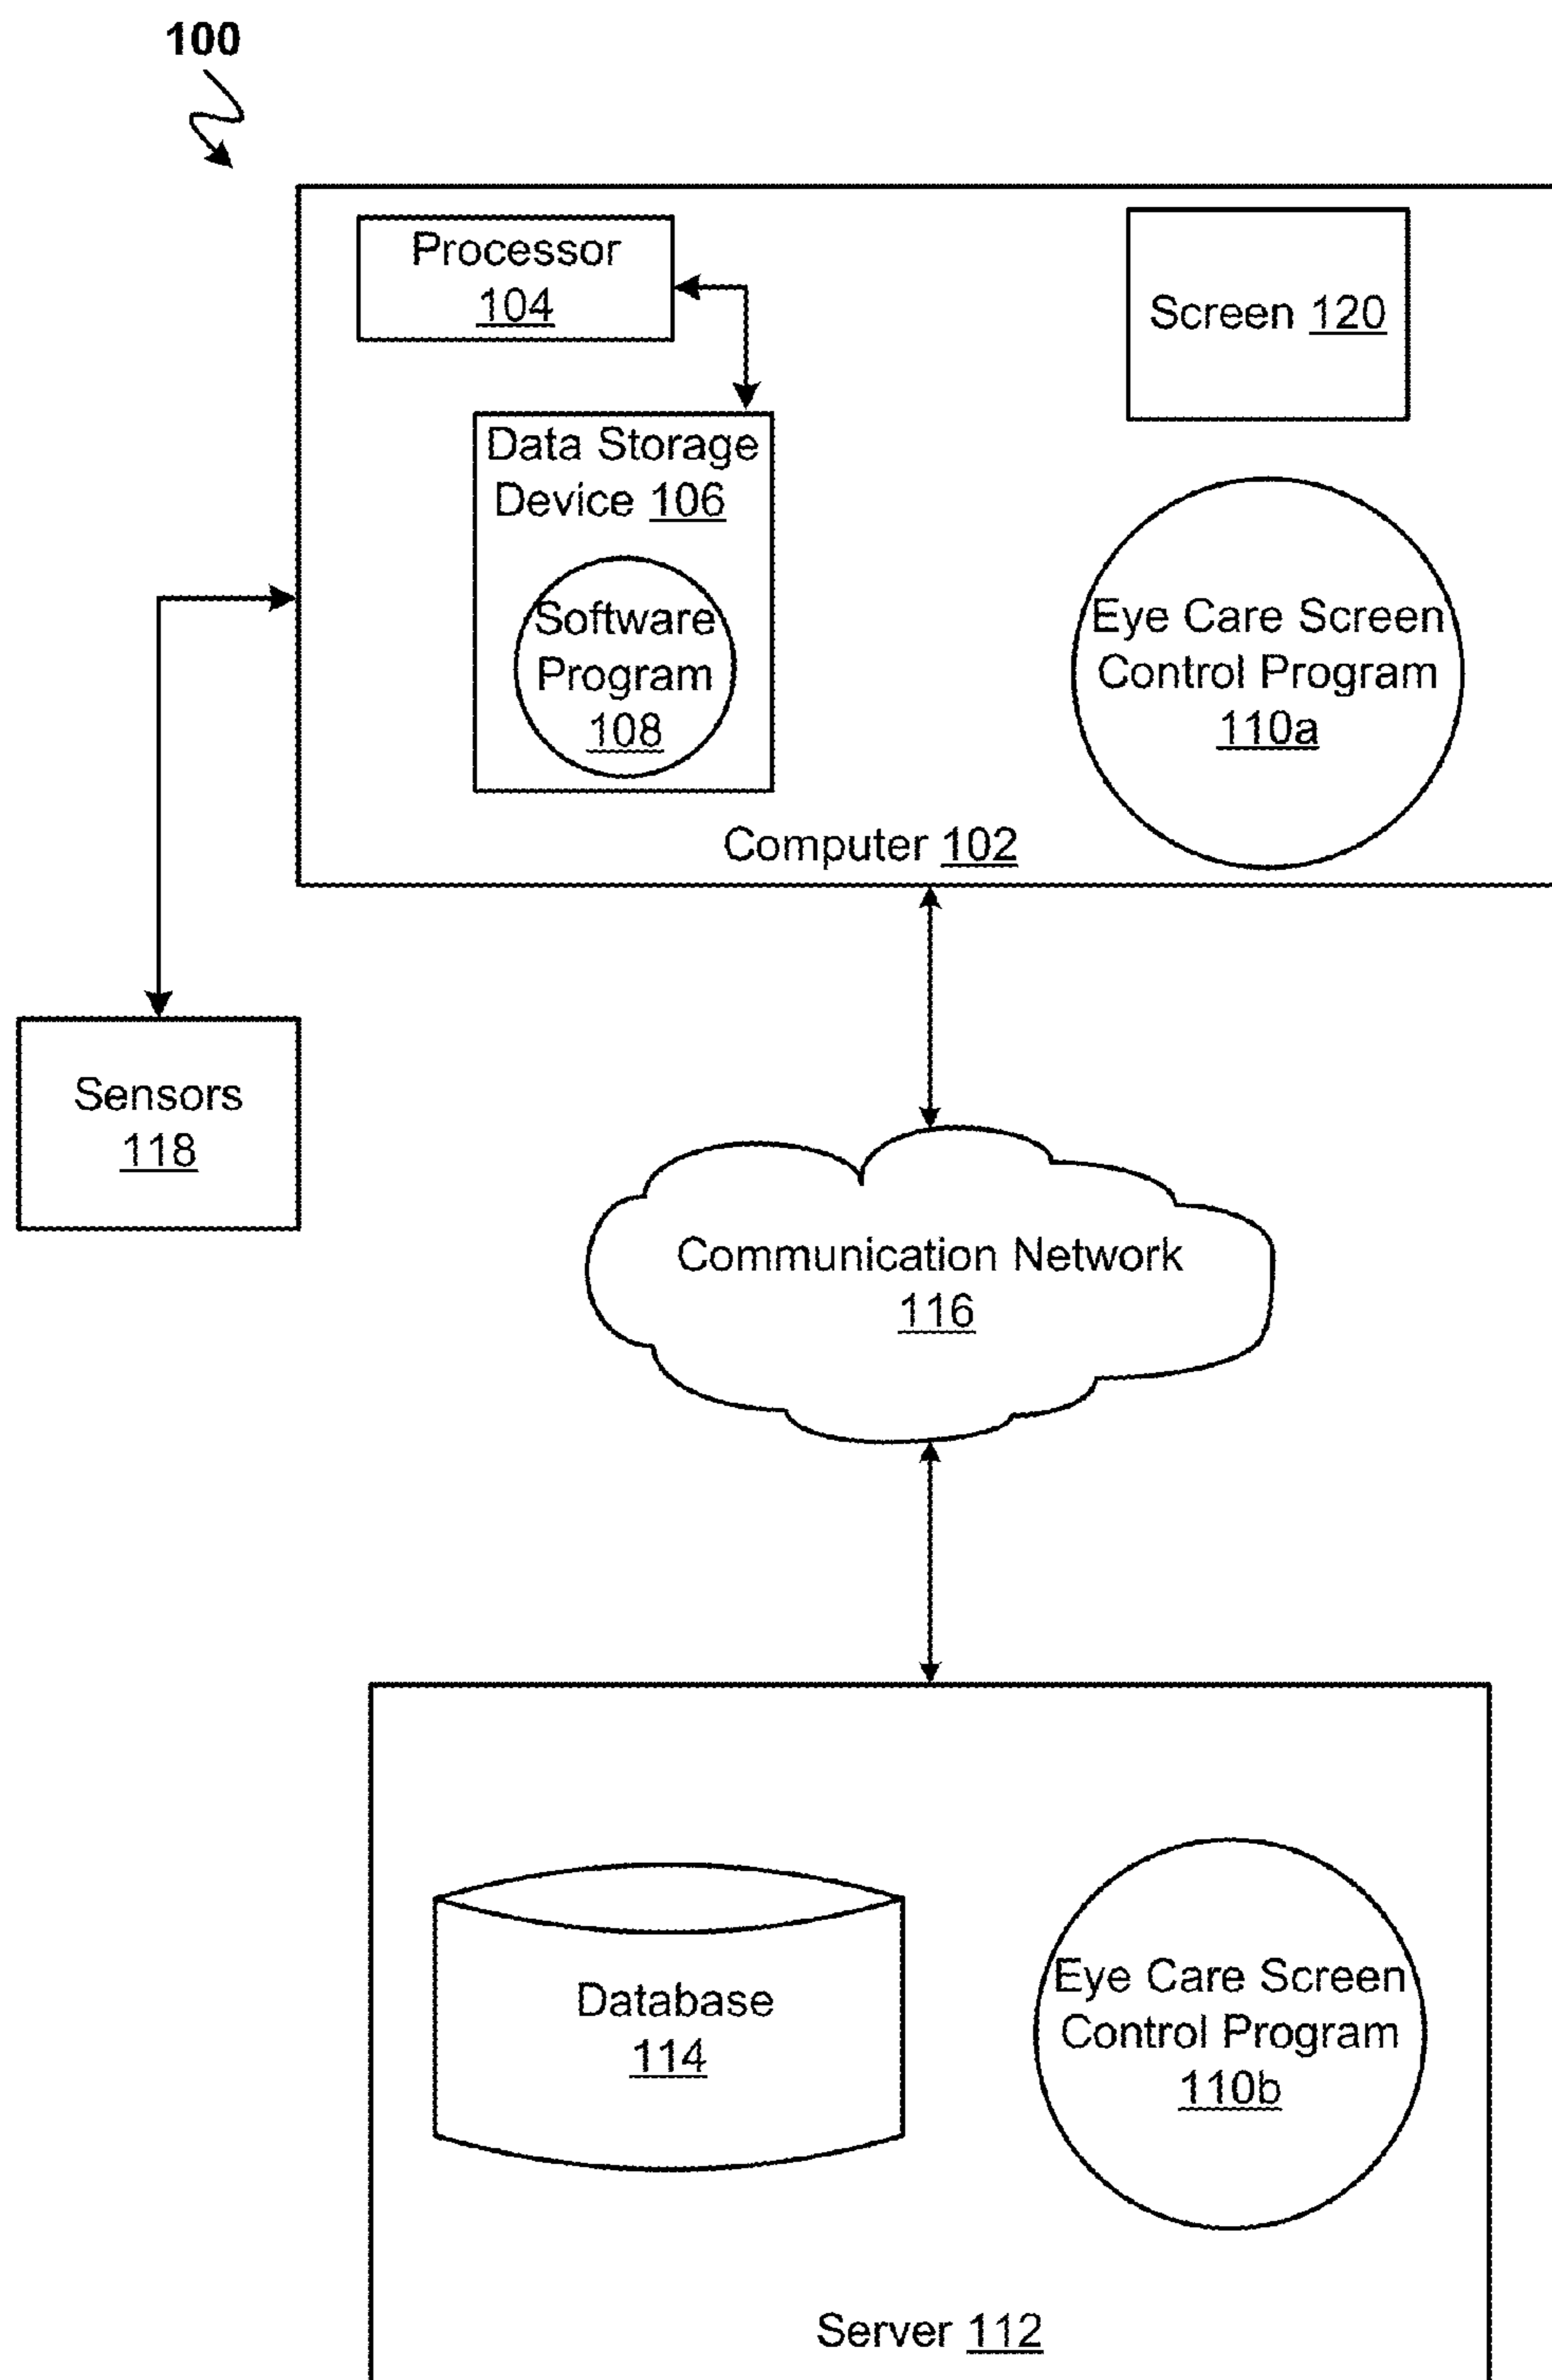 100
Processor
104
Screen 120
Data Storage
Device 106
Software
Program
108
Eye Care Screen
Control Program
110a
Computer 102
Sensors
118
Communication Network
116
Database
114
Eye Care Screen
Control Program
110b
Server 112